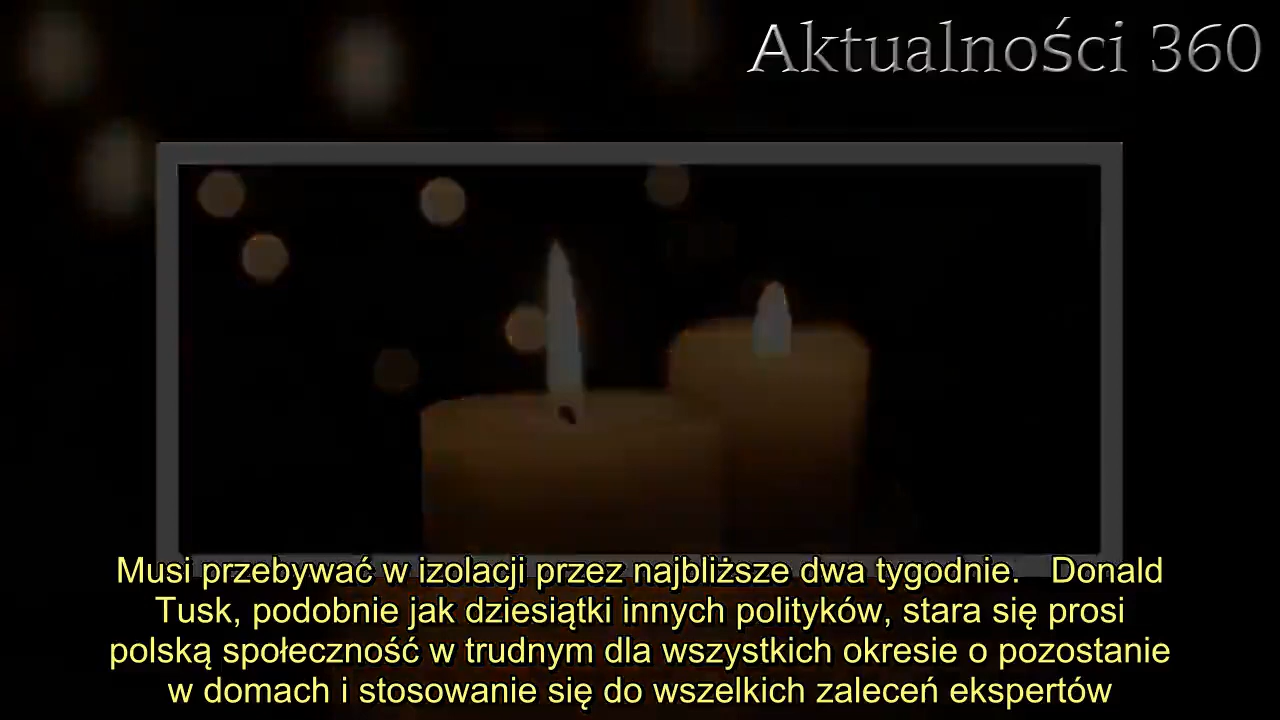 Aktualności 360
Musi przebywać w izolacji przez najbliższe dwa tygodnie.   Donald
Tusk, podobnie jak dziesiątki innych polityków, stara się prosi
polską społeczność w trudnym dla wszystkich okresie o pozostanie
w domach i stosowanie się do wszelkich zaleceń ekspertów